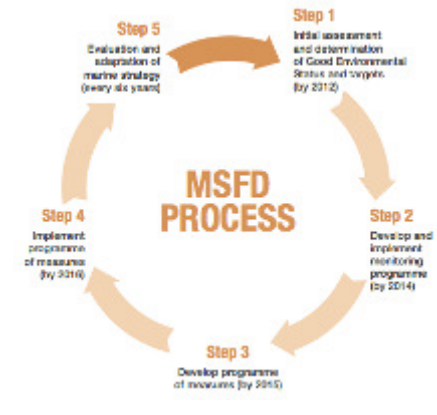 Step 1
Initial assessment
and determination
of Good Environmental
Status and targets
(by 2012)
Step 2
Develop and
implement
monitoring
programme
(by 2014)
Step 3
Develop programme
of measures (by 2015)
Step 4
Implement
programme
of measures
(by 2016)
Step 5
Evaluation and
adaptation of
marine strategy
(every six years)
MSFD
PROCESS